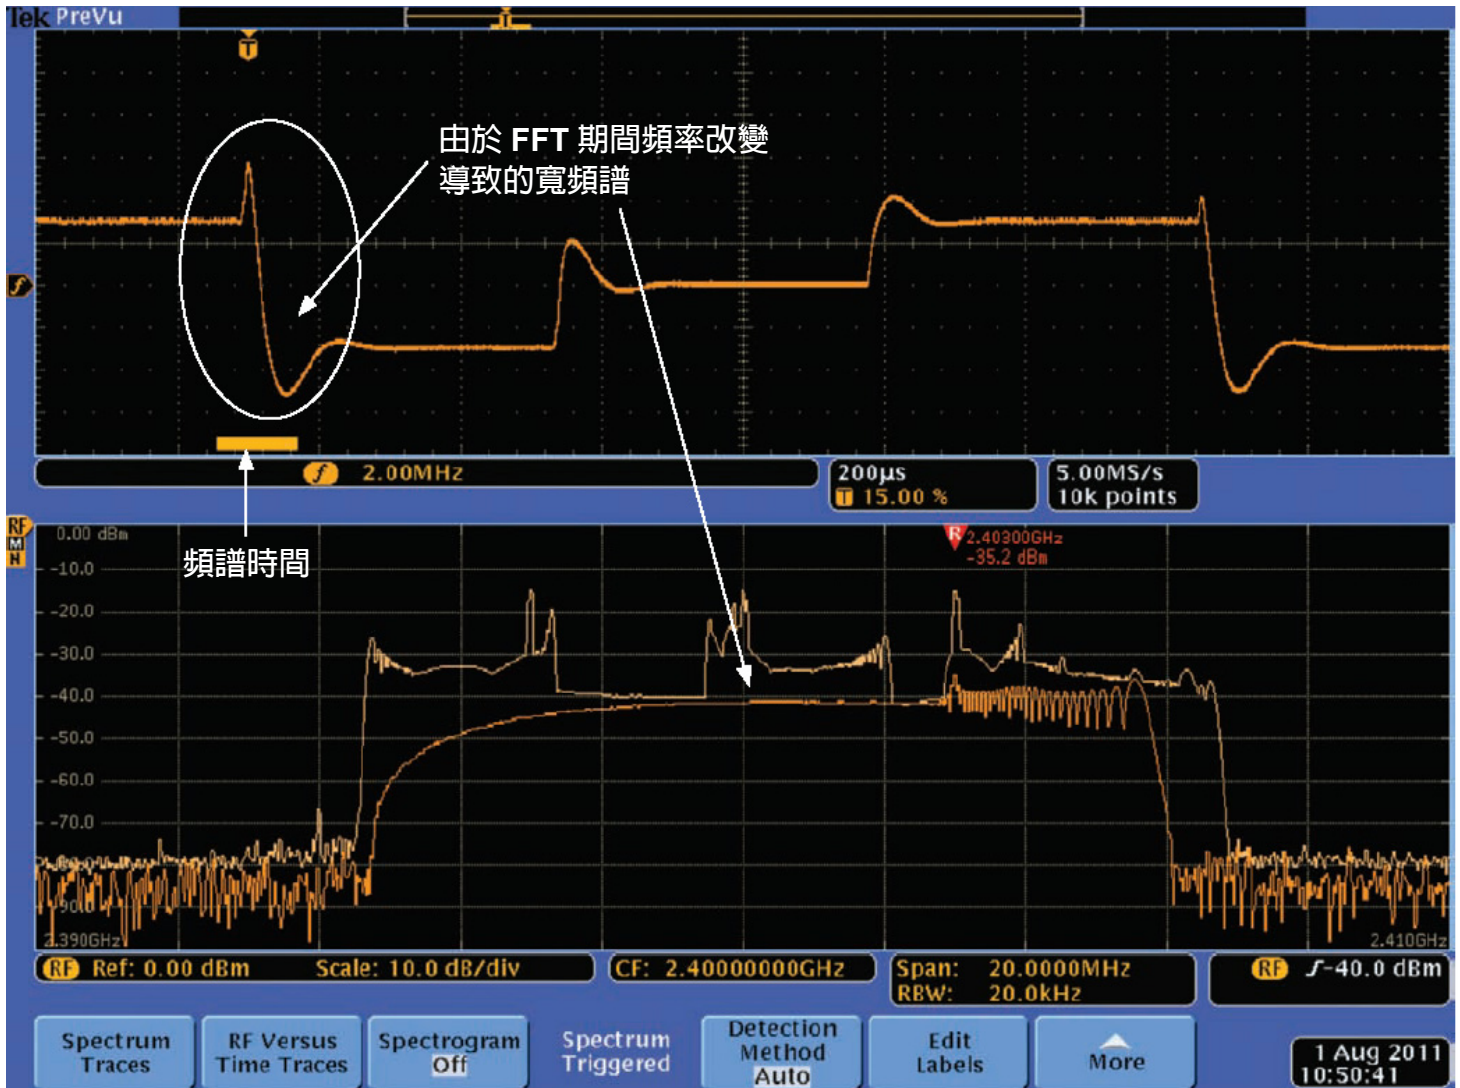 Tek PreVu
T
T
由於 FFT 期間頻率改變
導致的寬頻譜
f
f 2.00MHz
200μs
T 15.00 %
5.00MS/s
10k points
頻譜時間
RF
M
N
0.00 dBm
-10.0
-20.0
-30.0
-40.0
-50.0
-60.0
-70.0
-80.0
-90.0
R 2.40300GHz
-35.2 dBm
2.390GHz
2.410GHz
RF Ref: 0.00 dBm Scale: 10.0 dB/div
CF: 2.40000000GHz
Span: 20.0000MHz
RBW: 20.0kHz
RF -40.0 dBm
Spectrum
Traces
RF Versus
Time Traces
Spectrogram
Off
Spectrum
Triggered
Detection
Method
Auto
Edit
Labels
More
1 Aug 2011
10:50:41